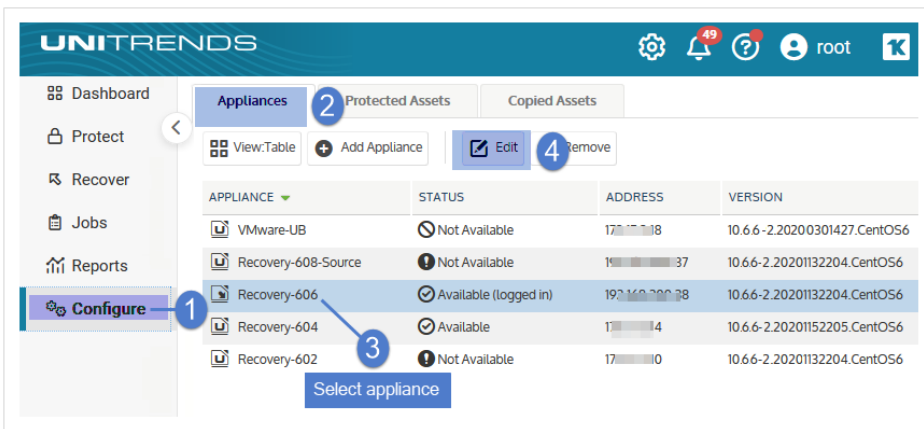 UNITRENDS
49
root
Dashboard
Protect
Recover
Jobs
Reports
Configure
1
Appliances
2
Protected Assets
Copied Assets
View:Table
Add Appliance
Edit
4
APPLIANCE STATUS ADDRESS VERSION
VMware-UB Not Available 10.6.6-2.20200301427.CentOS6
Recovery-608-Source Not Available 10.6.6-2.20201132204.CentOS6
Recovery-606 Available (logged in) 10.6.6-2.20201132204.CentOS6
Recovery-604 Available 10.6.6-2.20201152205.CentOS6
Recovery-602 Not Available 10.6.6-2.20201132204.CentOS6
3
Select appliance